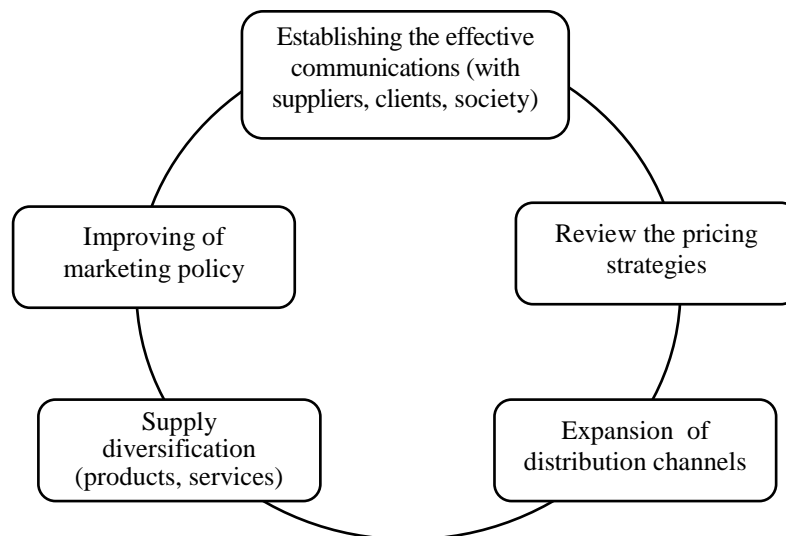 Establishing the effective
communications (with
suppliers, clients, society)
Improving of
marketing policy
Review the pricing
strategies
Supply
diversification
(products, services)
Expansion of
distribution channels